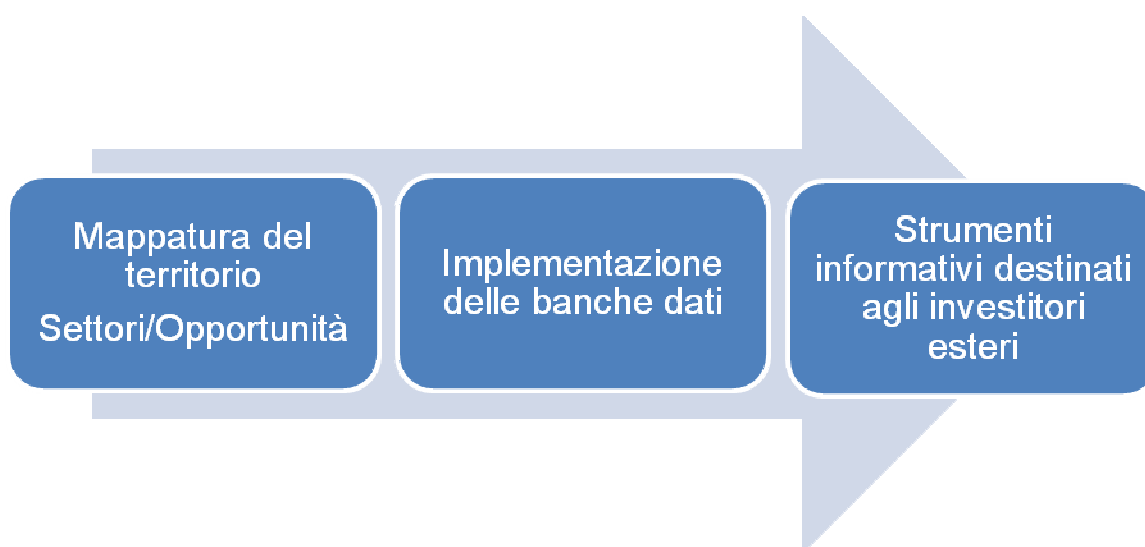 Mappatura del
territorio
Settori/Opportunità
Implementazione
delle banche dati
Strumenti
informativi destinati
agli investitori
esteri